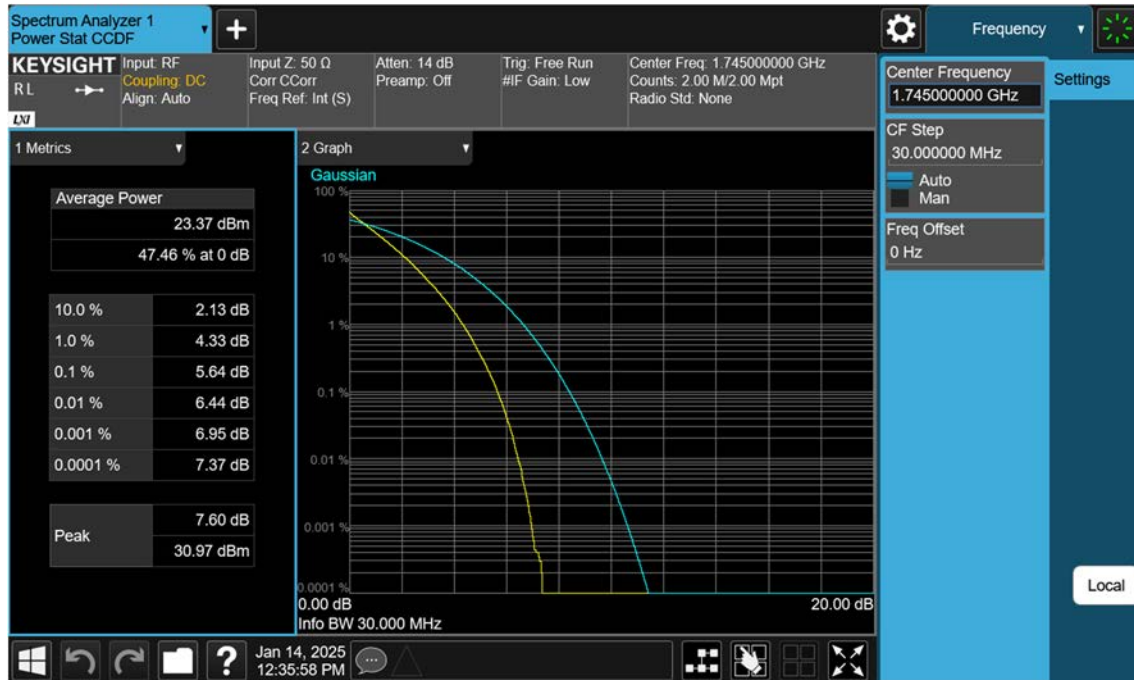 Spectrum Analyzer 1
Power Stat CCDF
+
Frequency
KEYSIGHT
RL
LXI
Input: RF
Coupling: DC
Align: Auto
Input Z: 50 Ω
Corr CCorr
Freq Ref: Int (S)
Atten: 14 dB
Preamp: Off
Trig: Free Run
#IF Gain: Low
Center Freq: 1.745000000 GHz
Counts: 2.00 M/2.00 Mpt
Radio Std: None
1 Metrics
Average Power
23.37 dBm
47.46 % at 0 dB
10.0 % 2.13 dB
1.0 % 4.33 dB
0.1 % 5.64 dB
0.01 % 6.44 dB
0.001 % 6.95 dB
0.0001 % 7.37 dB
Peak
7.60 dB
30.97 dBm
2 Graph
Gaussian
100 %
10 %
1 %
0.1 %
0.01 %
0.001 %
0.0001 %
0.00 dB 20.00 dB
Info BW 30.000 MHz
Center Frequency
1.745000000 GHz
CF Step
30.000000 MHz
Auto
Man
Freq Offset
0 Hz
Settings
Local
?
Jan 14, 2025
12:35:58 PM